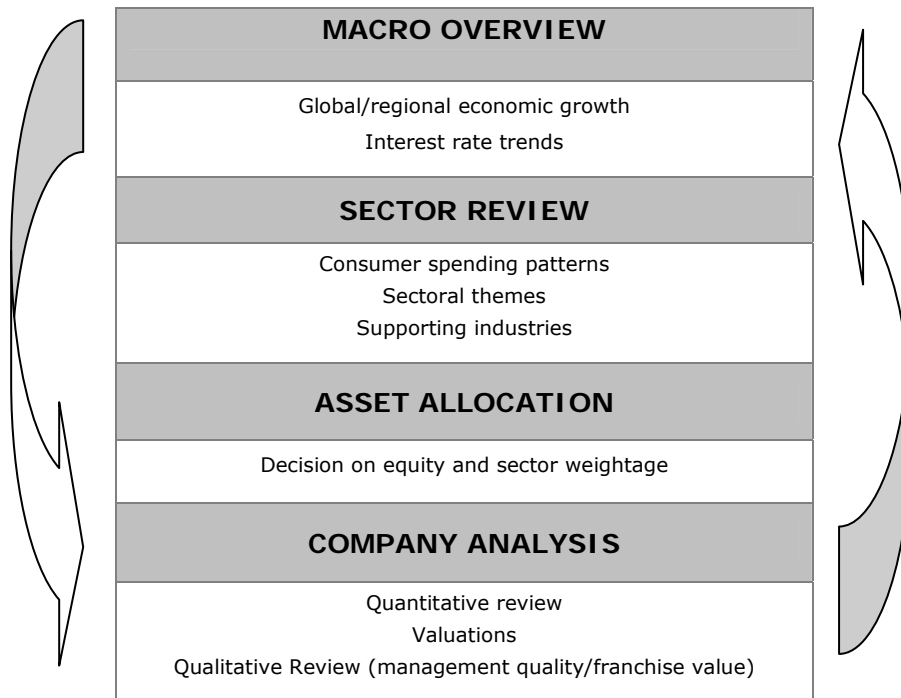 MACRO OVERVIEW
Global/regional economic growth
Interest rate trends
SECTOR REVIEW
Consumer spending patterns
Sectoral themes
Supporting industries
ASSET ALLOCATION
Decision on equity and sector weightage
COMPANY ANALYSIS
Quantitative review
Valuations
Qualitative Review (management quality/franchise value)